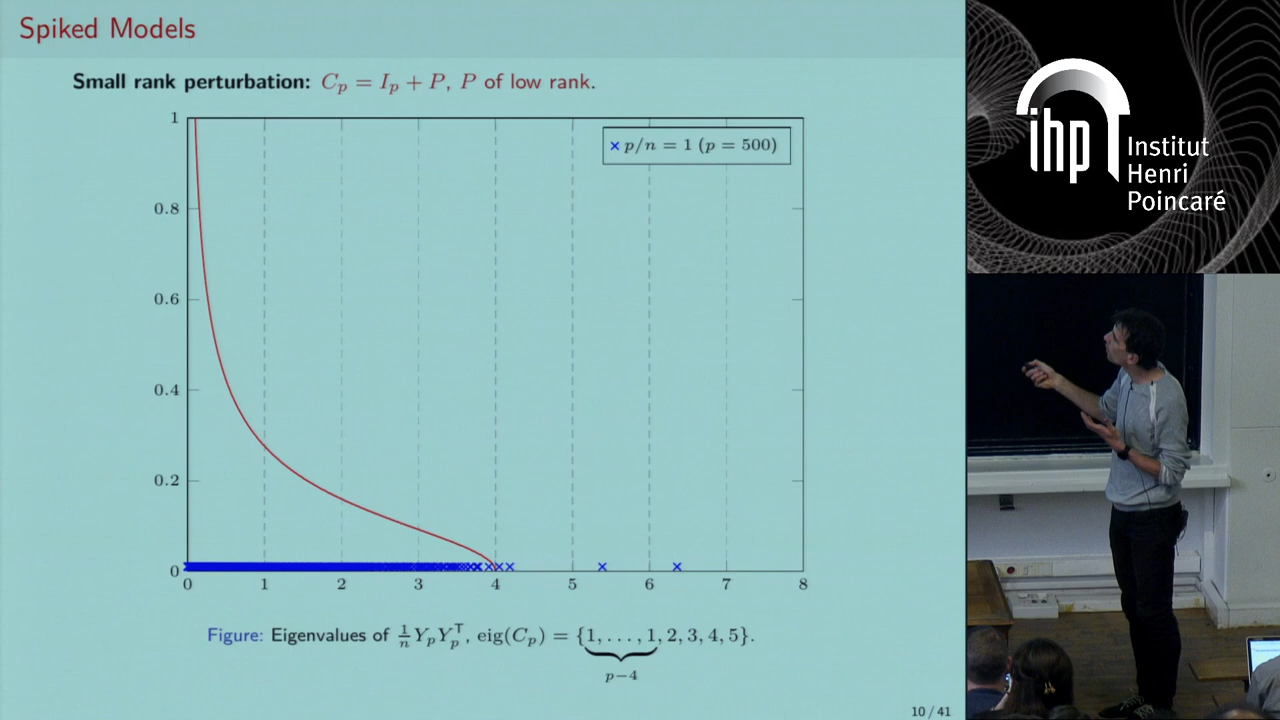 Spiked Models
Small rank perturbation: C_p = I_p + P, P of low rank.
1
× p/n = 1 (p = 500)
0.8
0.6
0.4
0.2
0
0 1 2 3 4 5 6 7 8
Figure: Eigenvalues of 1/n Y_p Y_p^T, eig(C_p) = {1, . . . , 1, 2, 3, 4, 5}.
p−4
10 / 41
ihp
Institut
Henri
Poincaré